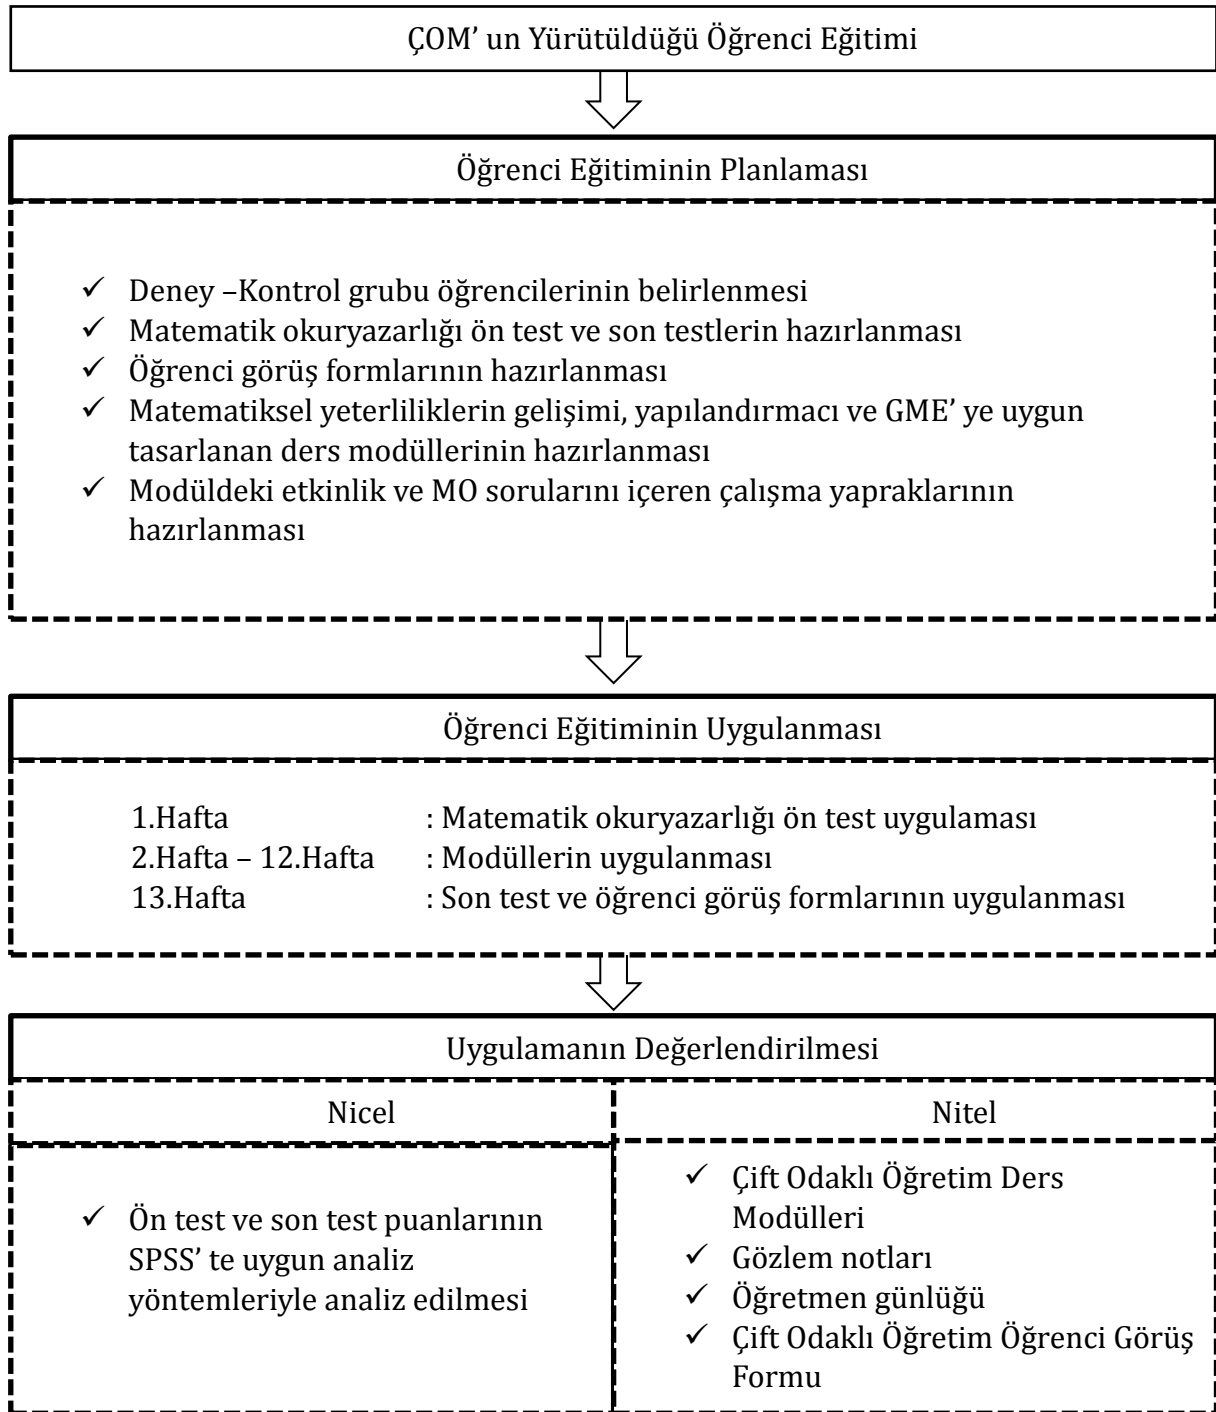 ÇOM’ un Yürütüldüğü Öğrenci Eğitimi
Öğrenci Eğitiminin Planlaması
✓ Deney –Kontrol grubu öğrencilerinin belirlenmesi
✓ Matematik okuryazarlığı ön test ve son testlerin hazırlanması
✓ Öğrenci görüş formlarının hazırlanması
✓ Matematiksel yeterliliklerin gelişimi, yapılandırmacı ve GME’ ye uygun
tasarlanan ders modüllerinin hazırlanması
✓ Modüldeki etkinlik ve MO sorularını içeren çalışma yapraklarının
hazırlanması
Öğrenci Eğitiminin Uygulanması
1.Hafta : Matematik okuryazarlığı ön test uygulaması
2.Hafta – 12.Hafta : Modüllerin uygulanması
13.Hafta : Son test ve öğrenci görüş formlarının uygulanması
Uygulamanın Değerlendirilmesi
Nicel
✓ Ön test ve son test puanlarının
SPSS’ te uygun analiz
yöntemleriyle analiz edilmesi
Nitel
✓ Çift Odaklı Öğretim Ders
Modülleri
✓ Gözlem notları
✓ Öğretmen günlüğü
✓ Çift Odaklı Öğretim Öğrenci Görüş
Formu